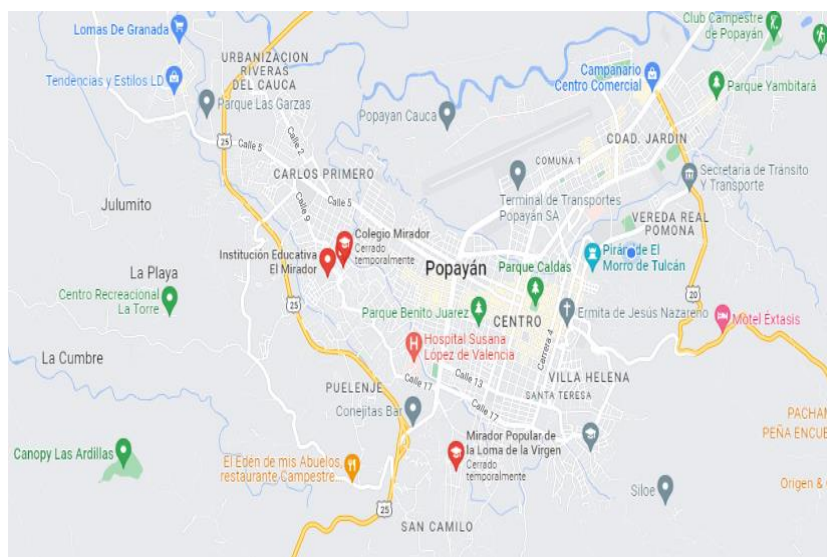 Lomas De Granada
Club Campestre
de Popayán
URBANIZACION
RIVERAS
DEL CAUCA
Tendencias y Estilos LD
Campanario
Centro Comercial
Parque Yambitará
Parque Las Garzas
Popayan Cauca
25
Calle 2
Calle 5
CDAD. JARDIN
COMUNA 1
CARLOS PRIMERO
Secretaria de Tránsito
Y Transporte
Terminal de Transportes
Popayán SA
Julumito
Calle 9
Calle 5
VEREDA REAL
POMONA
Colegio Mirador
Cerrado
temporalmente
Institución Educativa
El Mirador
Popayán
Parque Caldas
El
Morro de Tulcán
La Playa
Centro Recreacional
La Torre
25
20
Parque Benito Juarez
CENTRO
Ermita de Jesús Nazareno
Motel Éxtasis
Hospital Susana
López de Valencia
Carrera 4
La Cumbre
Calle 13
Calle 17
VILLA HELENA
PUELENJE
SANTA TERESA
Calle 17
Conejitas Bar
PACHAM
PEÑA ENCUE
Mirador Popular de
la Loma de la Virgen
Cerrado
temporalmente
Canopy Las Ardillas
El Edén de mis Abuelos,
restaurante Campestre...
Siloe
Origen &
25
SAN CAMILO